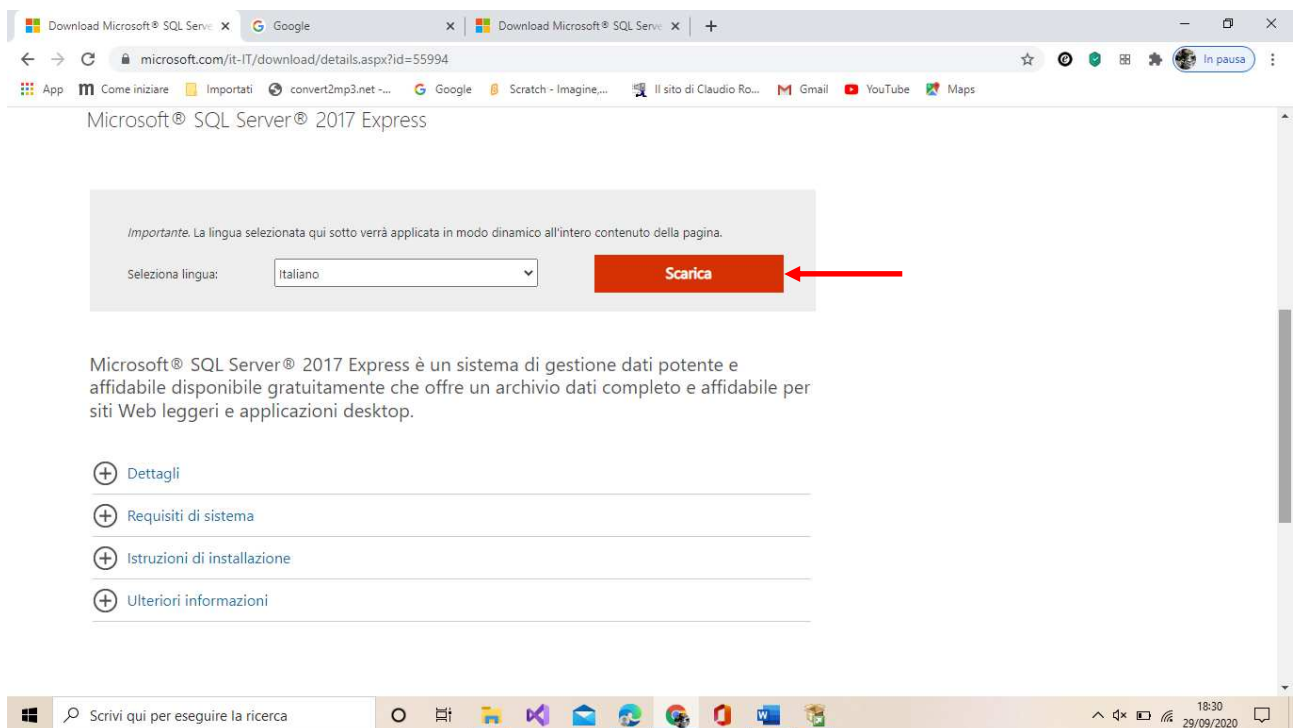 Download Microsoft® SQL Serve
Google
Download Microsoft® SQL Serve
microsoft.com/it-IT/download/details.aspx?id=55994
In pausa
App
Come iniziare
Importati
convert2mp3.net -...
Google
Scratch - Imagine,...
Il sito di Claudio Ro...
Gmail
YouTube
Maps
Microsoft® SQL Server® 2017 Express
Importante. La lingua selezionata qui sotto verrà applicata in modo dinamico all'intero contenuto della pagina.
Seleziona lingua:
Italiano
Scarica
Microsoft® SQL Server® 2017 Express è un sistema di gestione dati potente e
affidabile disponibile gratuitamente che offre un archivio dati completo e affidabile per
siti Web leggeri e applicazioni desktop.
Dettagli
Requisiti di sistema
Istruzioni di installazione
Ulteriori informazioni
Scrivi qui per eseguire la ricerca
18:30
29/09/2020